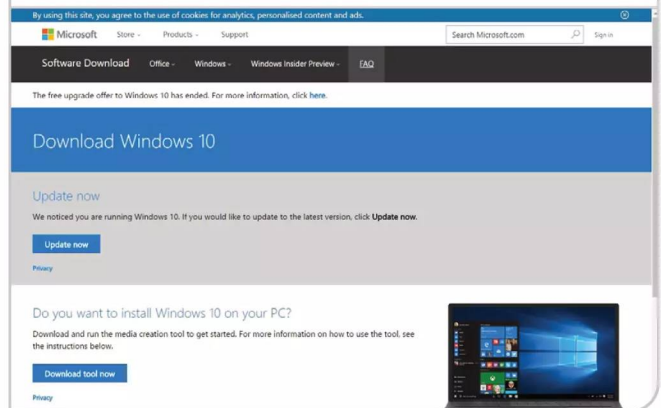 By using this site, you agree to the use of cookies for analytics, personalised content and ads.
Microsoft Store Products Support Search Microsoft.com Sign in
Software Download Office Windows Windows Insider Preview FAQ
The free upgrade offer to Windows 10 has ended. For more information, click here.
Download Windows 10
Update now
We noticed you are running Windows 10. If you would like to update to the latest version, click Update now.
Update now
Privacy
Do you want to install Windows 10 on your PC?
Download and run the media creation tool to get started. For more information on how to use the tool, see
the instructions below.
Download tool now
Privacy